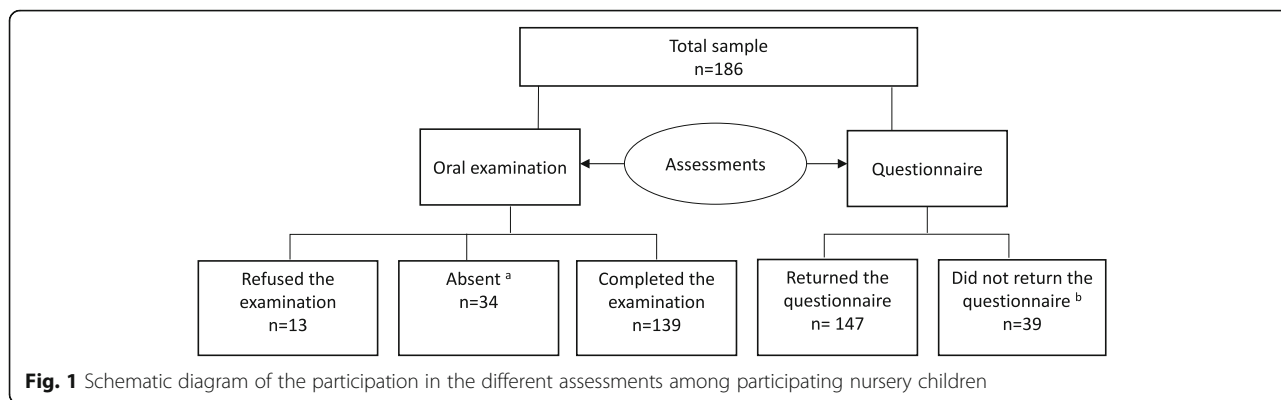 Total sample
n=186
Oral examination
Assessments
Questionnaire
Refused the
examination
n=13
Absent a
n=34
Completed the
examination
n=139
Returned the
questionnaire
n= 147
Did not return the
questionnaire b
n=39
Fig. 1 Schematic diagram of the participation in the different assessments among participating nursery children